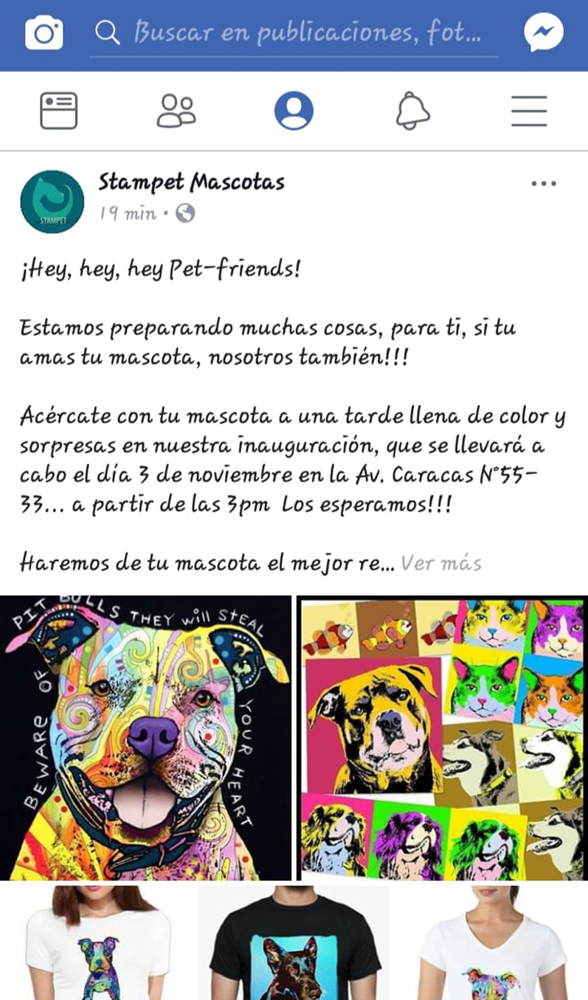 Buscar en publicaciones, fot...
Stampet Mascotas
19 min •
STAMPET
¡Hey, hey, hey Pet-friends!
Estamos preparando muchas cosas, para ti, si tu
amas tu mascota, nosotros también!!!
Acércate con tu mascota a una tarde llena de color y
sorpresas en nuestra inauguración, que se llevará a
cabo el día 3 de noviembre en la Av. Caracas N°55-
33... a partir de las 3pm Los esperamos!!!
Haremos de tu mascota el mejor re... Ver más
BEWARE OF
PIT BULLS THEY will STEAL
YOUR HEART